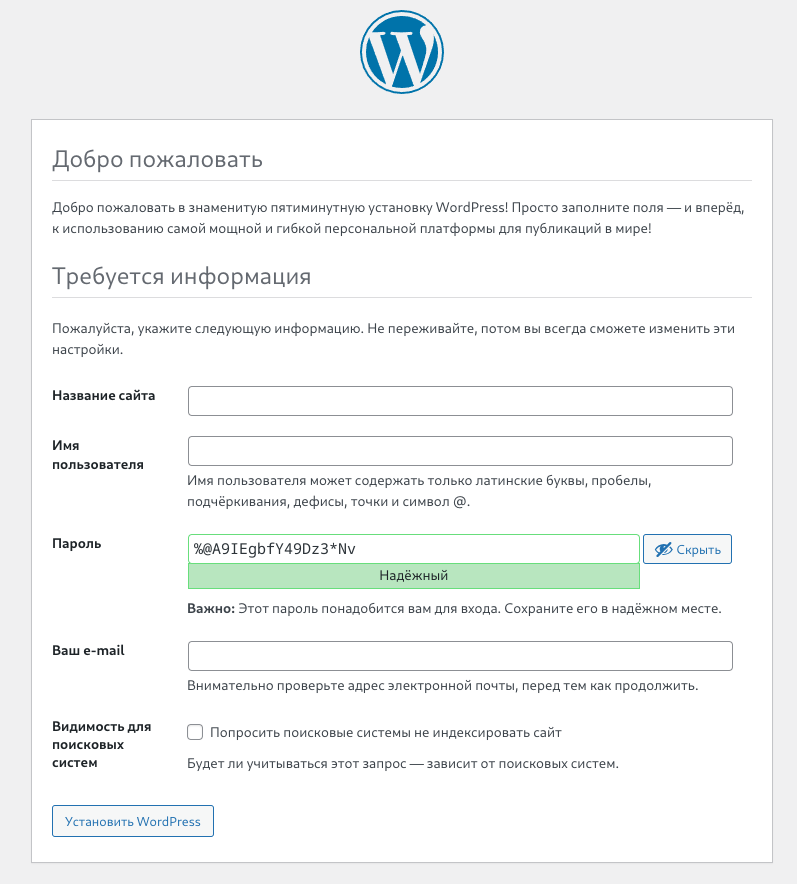 Добро пожаловать
Добро пожаловать в знаменитую пятиминутную установку WordPress! Просто заполните поля — и вперёд,
к использованию самой мощной и гибкой персональной платформы для публикаций в мире!
Требуется информация
Пожалуйста, укажите следующую информацию. Не переживайте, потом вы всегда сможете изменить эти
настройки.
Название сайта
Имя
пользователя
Имя пользователя может содержать только латинские буквы, пробелы,
подчёркивания, дефисы, точки и символ @.
Пароль
%@A9IEgbfY49Dz3*Nv
Скрыть
Надёжный
Важно: Этот пароль понадобится вам для входа. Сохраните его в надёжном месте.
Ваш e-mail
Внимательно проверьте адрес электронной почты, перед тем как продолжить.
Видимость для
поисковых
систем
Попросить поисковые системы не индексировать сайт
Будет ли учитываться этот запрос — зависит от поисковых систем.
Установить WordPress